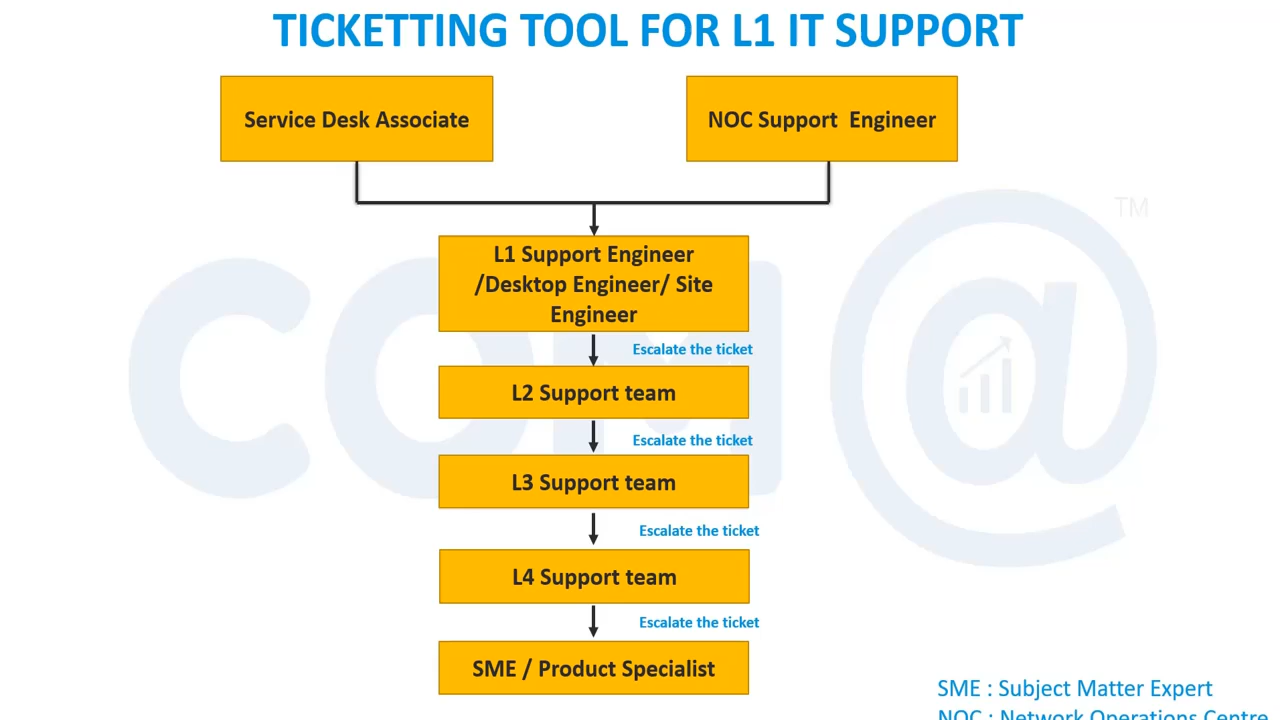 TICKETTING TOOL FOR L1 IT SUPPORT
Service Desk Associate
NOC Support Engineer
TM
L1 Support Engineer
/Desktop Engineer/ Site
Engineer
COM@
Escalate the ticket
L2 Support team
Escalate the ticket
L3 Support team
Escalate the ticket
L4 Support team
Escalate the ticket
SME / Product Specialist
SME : Subject Matter Expert
NOC : Network Operations Centre